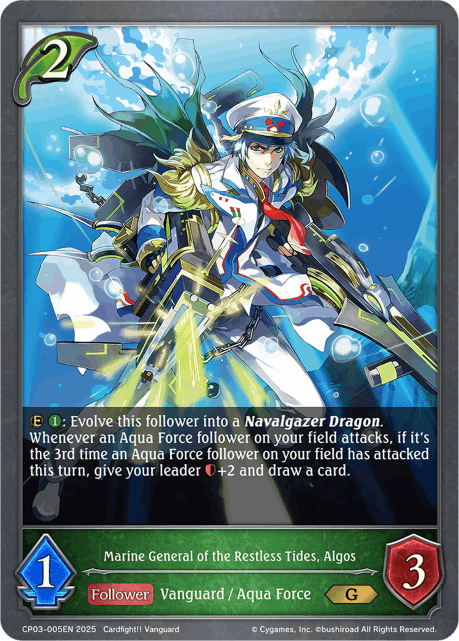 2
E 1: Evolve this follower into a Navalgazer Dragon.
Whenever an Aqua Force follower on your field attacks, if it's
the 3rd time an Aqua Force follower on your field has attacked
this turn, give your leader +2 and draw a card.
Marine General of the Restless Tides, Algos
1
Follower Vanguard / Aqua Force G
3
CP03-005EN 2025 Cardfight!! Vanguard © Cygames, Inc. ©bushiroad All Rights Reserved.